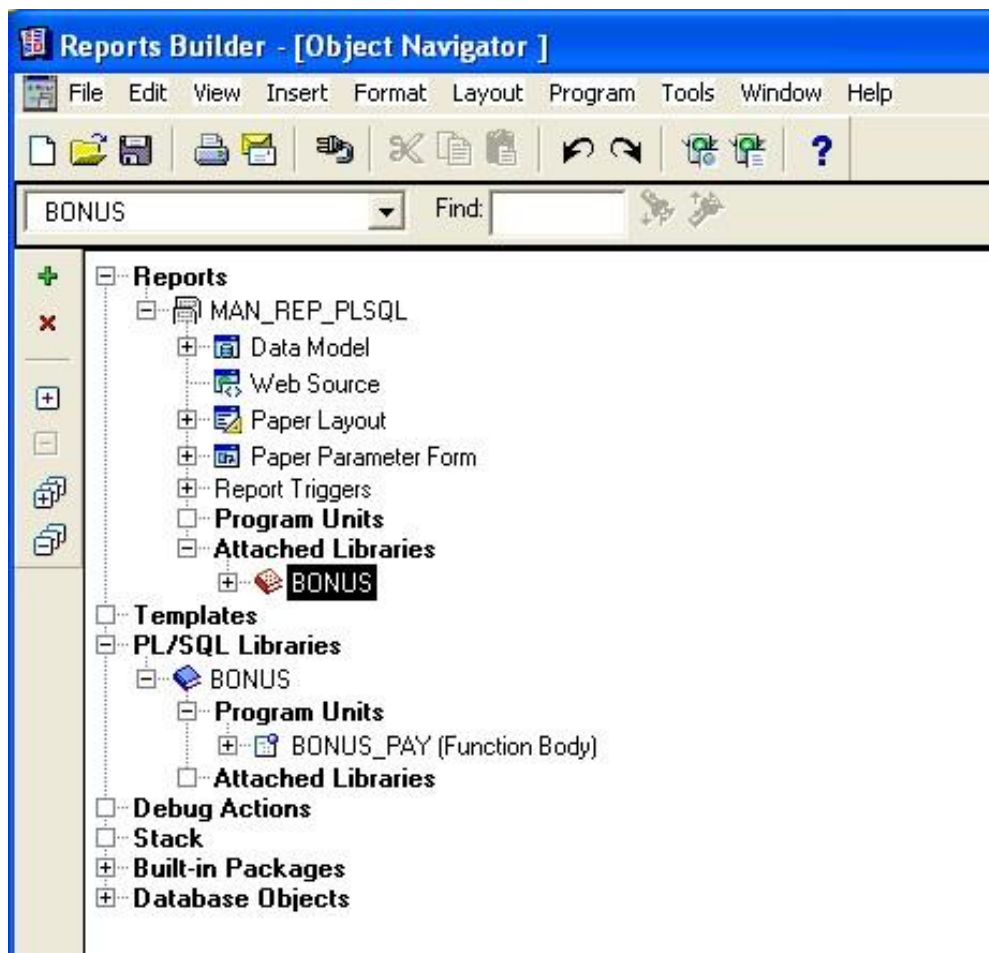 Reports Builder - [Object Navigator ]
File Edit View Insert Format Layout Program Tools Window Help
BONUS Find:
Reports
MAN_REP_PLSQL
Data Model
Web Source
Paper Layout
Paper Parameter Form
Report Triggers
Program Units
Attached Libraries
BONUS
Templates
PL/SQL Libraries
BONUS
Program Units
BONUS_PAY (Function Body)
Attached Libraries
Debug Actions
Stack
Built-in Packages
Database Objects